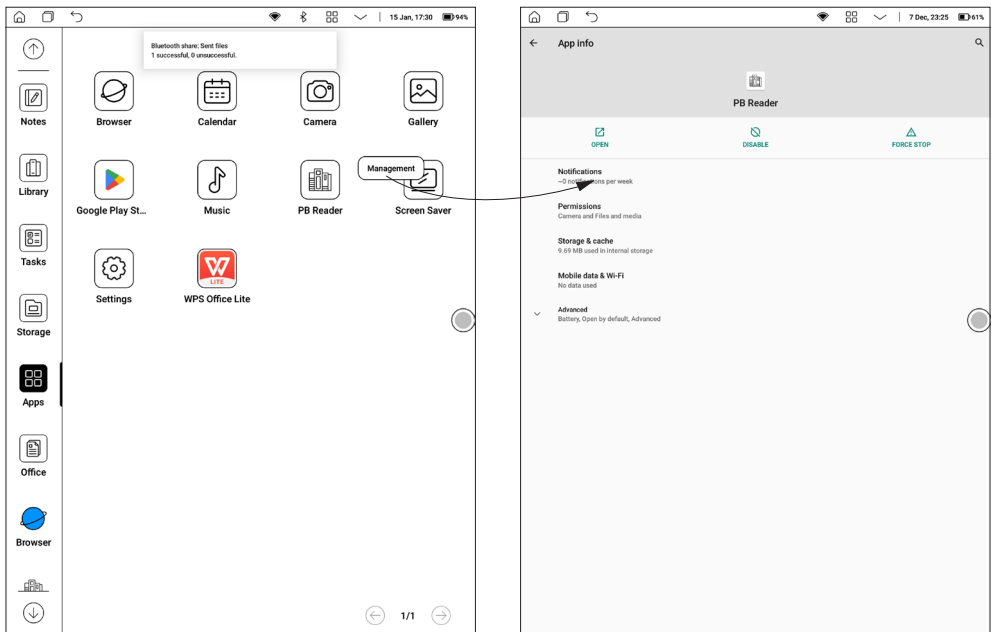 15 Jan, 17:30 94%
Bluetooth share: Sent files
1 successful, 0 unsuccessful.
Notes
Library
Tasks
Storage
Apps
Office
Browser
Browser
Calendar
Camera
Gallery
Google Play St...
Music
PB Reader
Management
Screen Saver
Settings
LITE
WPS Office Lite
1/1
7 Dec, 23:25 61%
App info
PB Reader
OPEN
DISABLE
FORCE STOP
Notifications
~0 notifications per week
Permissions
Camera and Files and media
Storage & cache
9.69 MB used in internal storage
Mobile data & Wi-Fi
No data used
Advanced
Battery, Open by default, Advanced